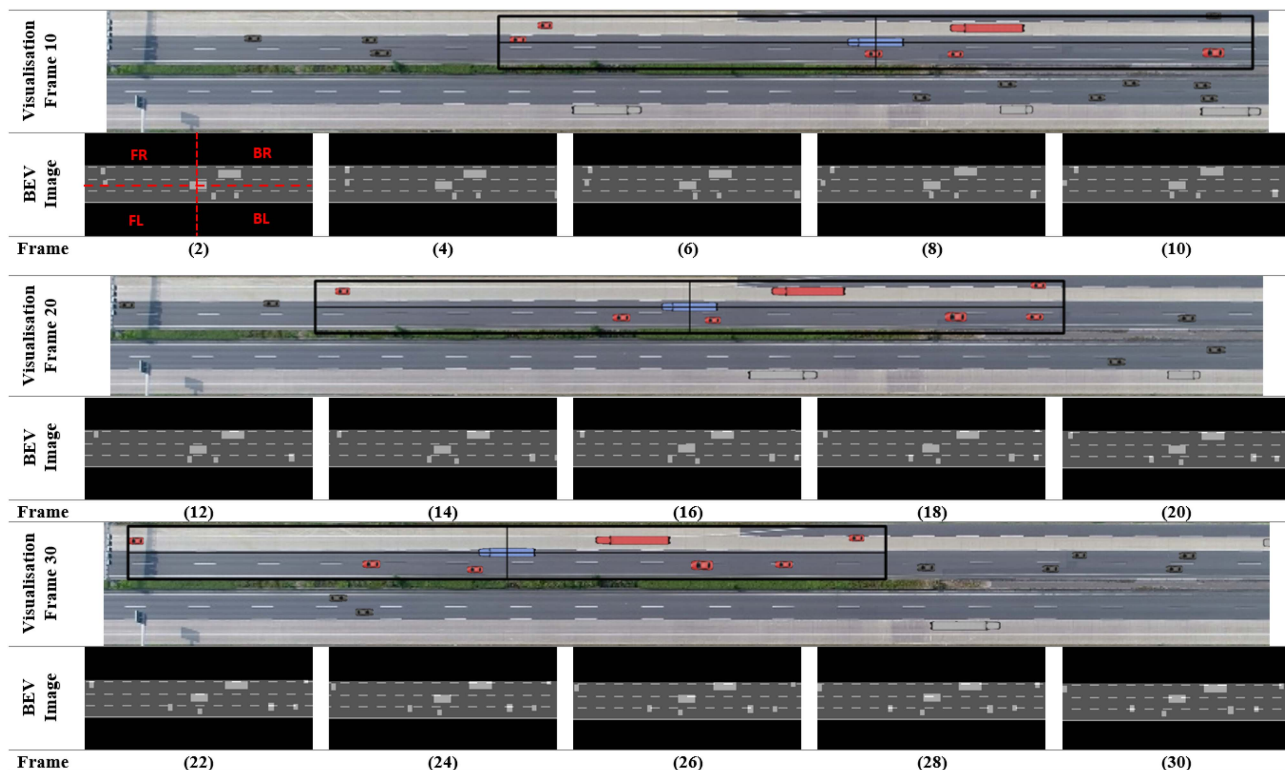 Visualisation
Frame 10
BEV
Image
FR
BR
FL
BL
Frame
(2)
(4)
(6)
(8)
(10)
Visualisation
Frame 20
BEV
Image
Frame
(12)
(14)
(16)
(18)
(20)
Visualisation
Frame 30
BEV
Image
Frame
(22)
(24)
(26)
(28)
(30)